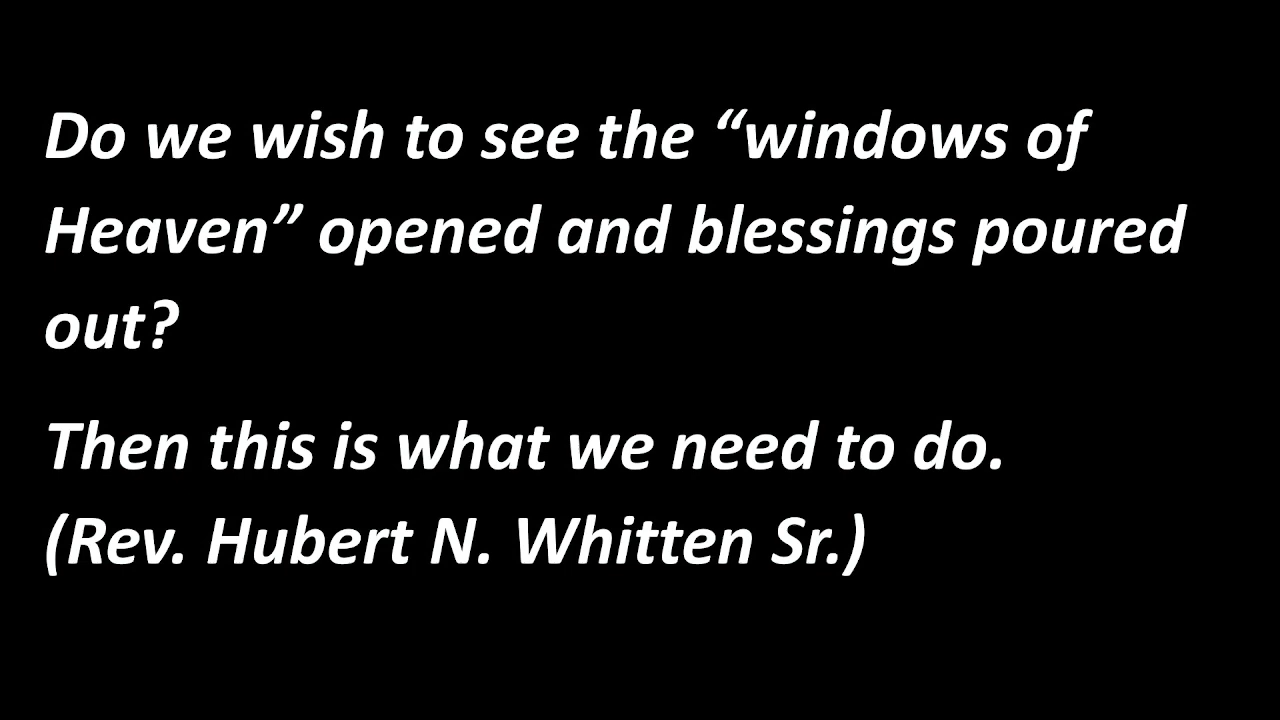 Do we wish to see the “windows of
Heaven” opened and blessings poured
out?
Then this is what we need to do.
(Rev. Hubert N. Whitten Sr.)